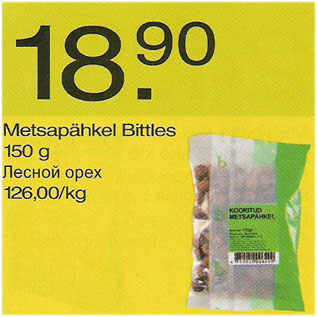 18.90
Metsapähkel Bittles
150 g
Лесной орех
126,00/kg
KOORITUD
METSAPÄHKEL